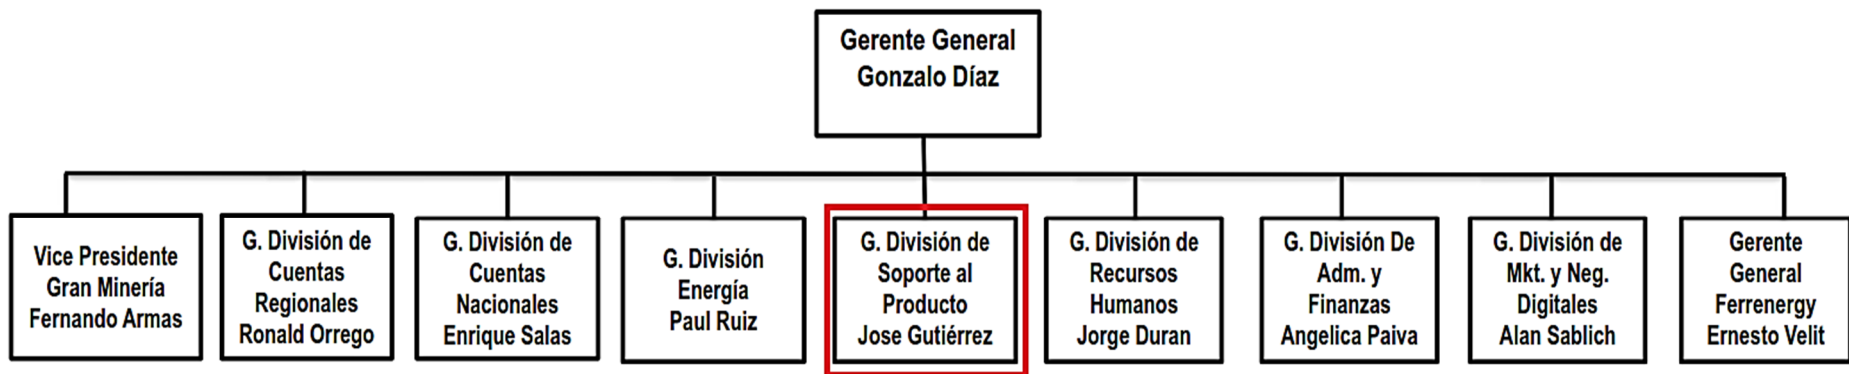 Gerente General
Gonzalo Díaz
Vice Presidente
Gran Minería
Fernando Armas
G. División de
Cuentas
Regionales
Ronald Orrego
G. División de
Cuentas
Nacionales
Enrique Salas
G. División
Energía
Paul Ruiz
G. División de
Soporte al
Producto
Jose Gutiérrez
G. División de
Recursos
Humanos
Jorge Duran
G. División De
Adm. y
Finanzas
Angelica Paiva
G. División de
Mkt. y Neg.
Digitales
Alan Sablich
Gerente
General
Ferrenergy
Ernesto Velit